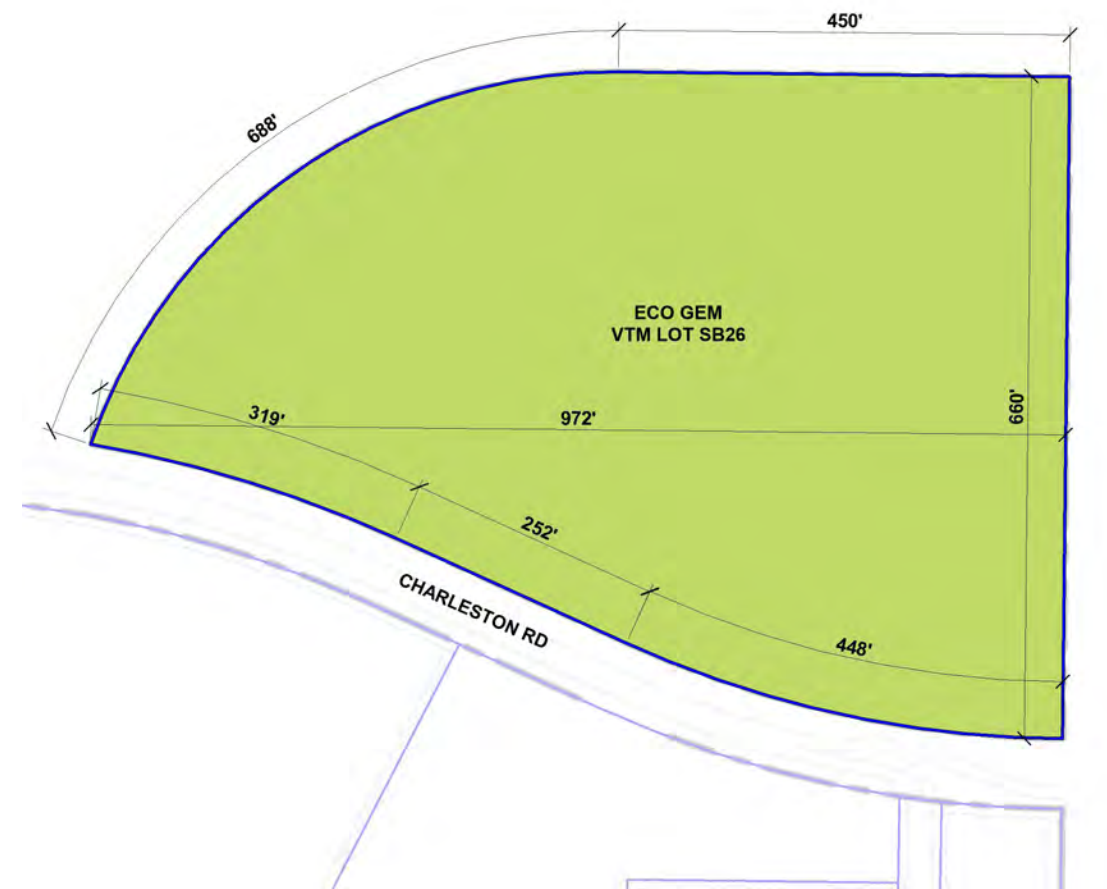 450'
688'
ECO GEM
VTM LOT SB26
660'
319'
972'
252'
CHARLESTON RD
448'